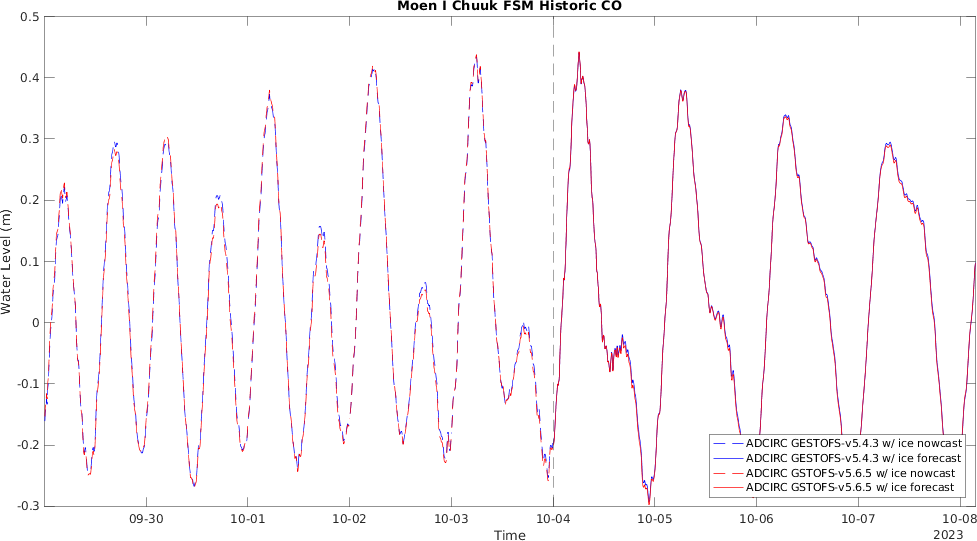 Moen I Chuuk FSM Historic CO
0.5
0.4
0.3
0.2
0.1
0
-0.1
-0.2
-0.3
Water Level (m)
ADCIRC GESTOFS-v5.4.3 w/ ice nowcast
ADCIRC GESTOFS-v5.4.3 w/ ice forecast
ADCIRC GSTOFS-v5.6.5 w/ ice nowcast
ADCIRC GSTOFS-v5.6.5 w/ ice forecast
09-30 10-01 10-02 10-03 10-04 10-05 10-06 10-07 10-08
Time
2023